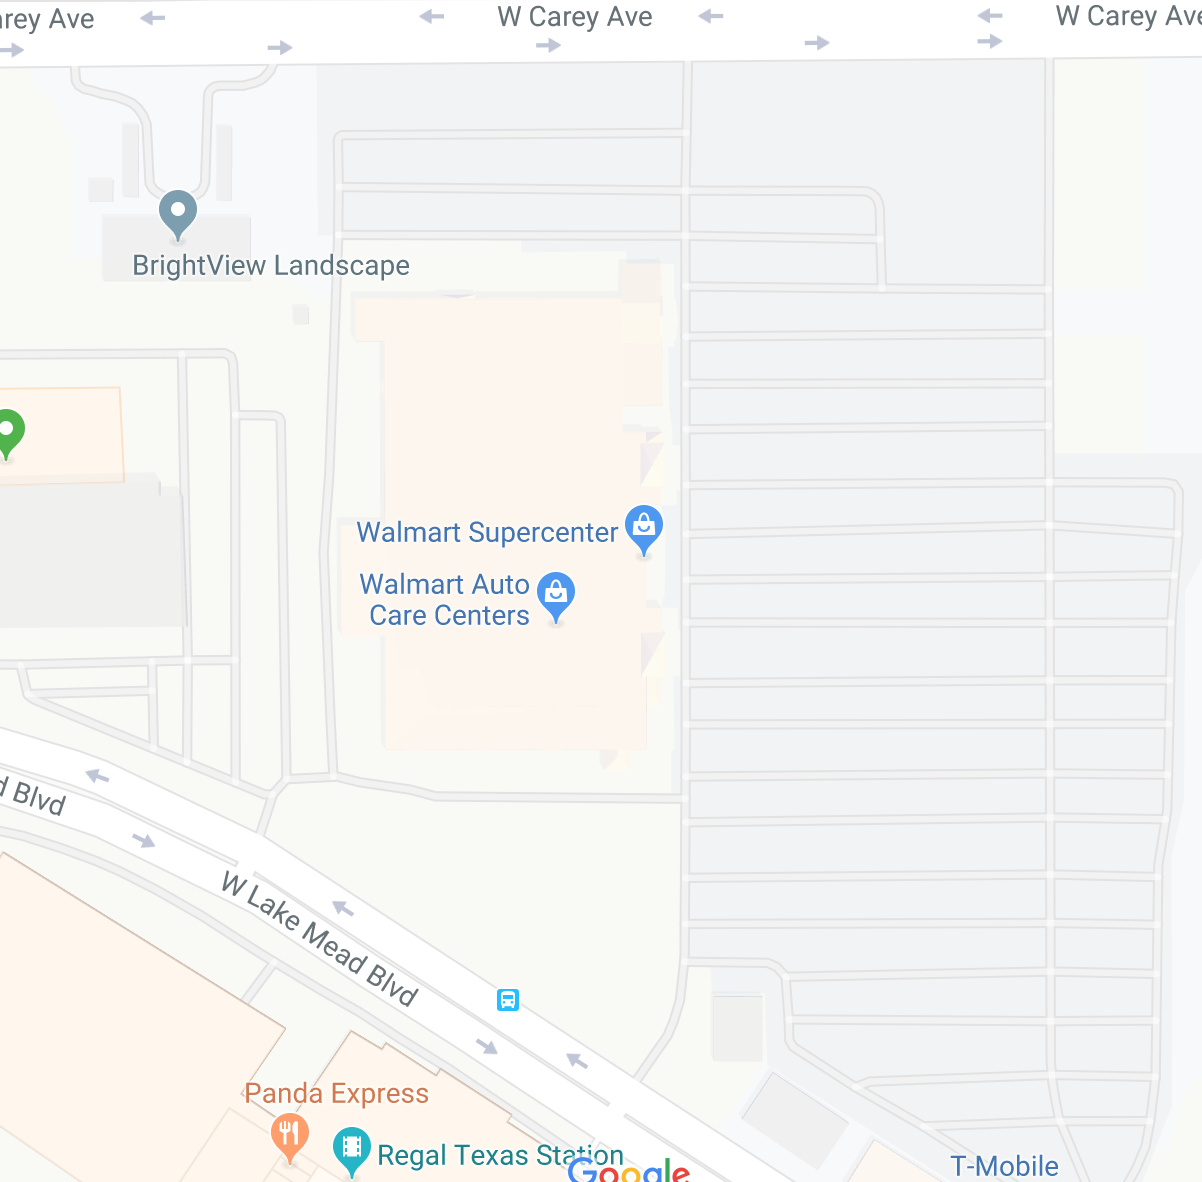 arey Ave
W Carey Ave
W Carey Ave
BrightView Landscape
Walmart Supercenter
Walmart Auto
Care Centers
d Blvd
W Lake Mead Blvd
Panda Express
Regal Texas Station
Google
T-Mobile